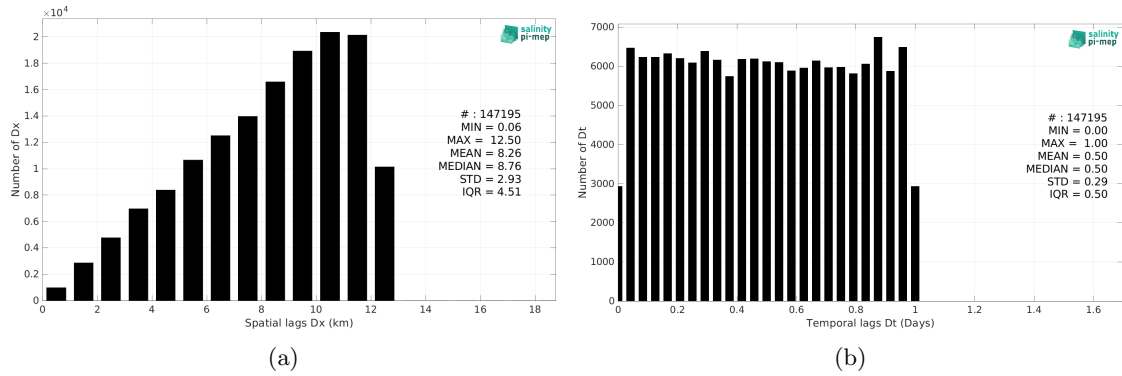 ×10⁴
2
1.8
1.6
1.4
1.2
1
0.8
0.6
0.4
0.2
0
Number of Dx
salinity
pi-mep
# : 147195
MIN = 0.06
MAX = 12.50
MEAN = 8.26
MEDIAN = 8.76
STD = 2.93
IQR = 4.51
0 2 4 6 8 10 12 14 16 18
Spatial lags Dx (km)
(a)
7000
6000
5000
4000
3000
2000
1000
0
Number of Dt
salinity
pi-mep
# : 147195
MIN = 0.00
MAX = 1.00
MEAN = 0.50
MEDIAN = 0.50
STD = 0.29
IQR = 0.50
0 0.2 0.4 0.6 0.8 1 1.2 1.4 1.6
Temporal lags Dt (Days)
(b)